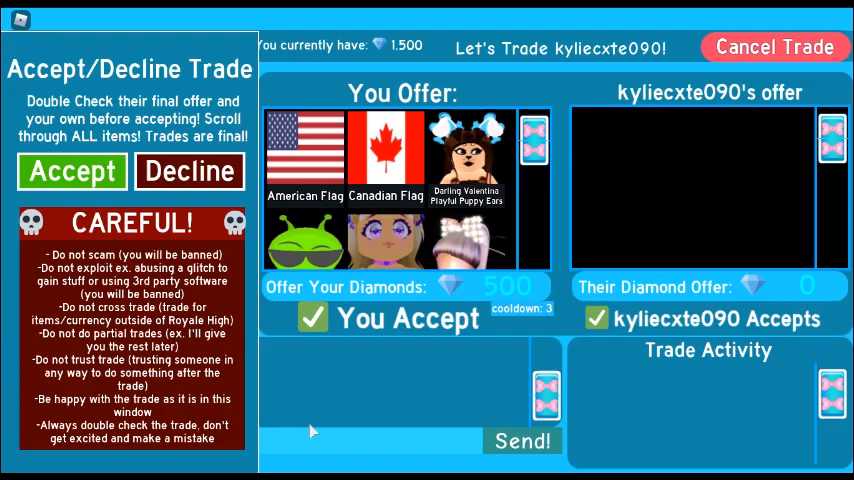 You currently have: 1,500
Let's Trade kyliecxte090!
Cancel Trade
Accept/Decline Trade
Double Check their final offer and
your own before accepting! Scroll
through ALL items! Trades are final!
Accept
Decline
CAREFUL!
- Do not scam (you will be banned)
-Do not exploit ex. abusing a glitch to
gain stuff or using 3rd party software
(you will be banned)
-Do not cross trade (trade for
items/currency outside of Royale High)
-Do not do partial trades (ex. I'll give
you the rest later)
-Do not trust trade (trusting someone
in any way to do something after the
trade)
-Be happy with the trade as it is in this
window
-Always double check the trade, don't
get excited and make a mistake
You Offer:
American Flag
Canadian Flag
Darling Valentina
Playful Puppy Ears
Offer Your Diamonds: 500
You Accept
cooldown: 3
Send!
kyliecxte090's offer
Their Diamond Offer: 0
kyliecxte090 Accepts
Trade Activity